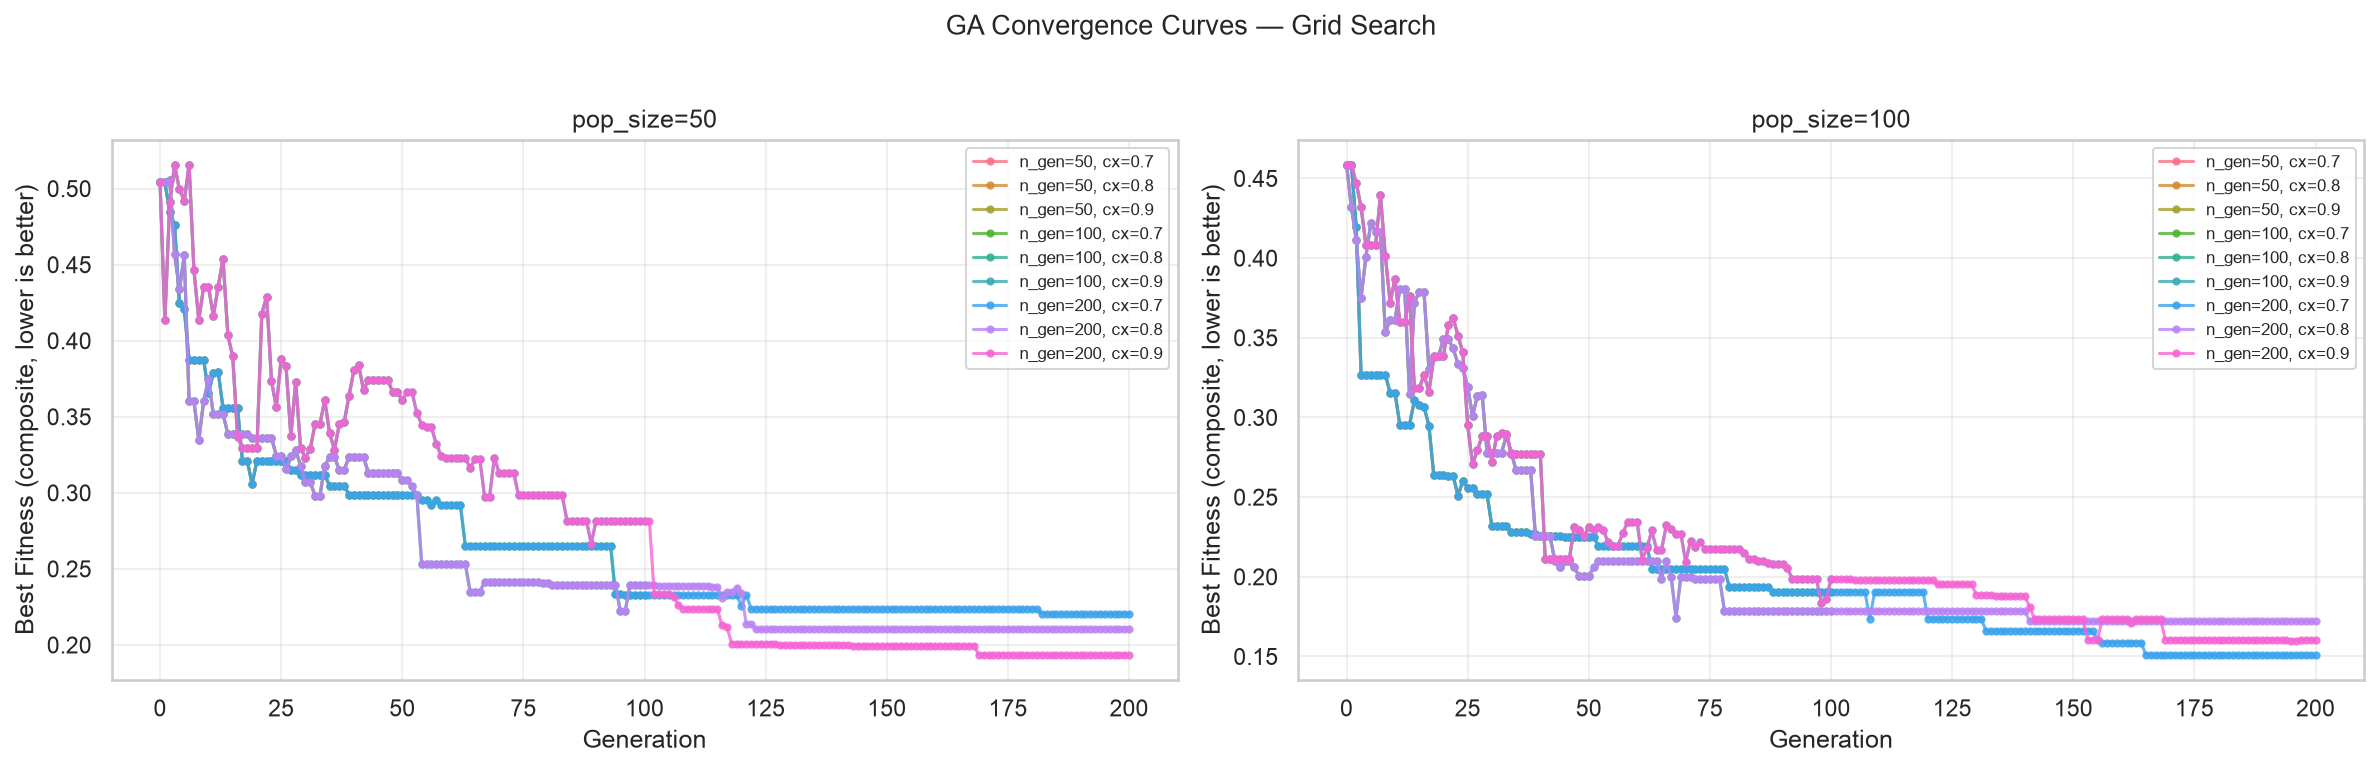 GA Convergence Curves — Grid Search
pop_size=50
Best Fitness (composite, lower is better)
0.50
0.45
0.40
0.35
0.30
0.25
0.20
n_gen=50, cx=0.7
n_gen=50, cx=0.8
n_gen=50, cx=0.9
n_gen=100, cx=0.7
n_gen=100, cx=0.8
n_gen=100, cx=0.9
n_gen=200, cx=0.7
n_gen=200, cx=0.8
n_gen=200, cx=0.9
0 25 50 75 100 125 150 175 200
Generation
pop_size=100
Best Fitness (composite, lower is better)
0.45
0.40
0.35
0.30
0.25
0.20
0.15
n_gen=50, cx=0.7
n_gen=50, cx=0.8
n_gen=50, cx=0.9
n_gen=100, cx=0.7
n_gen=100, cx=0.8
n_gen=100, cx=0.9
n_gen=200, cx=0.7
n_gen=200, cx=0.8
n_gen=200, cx=0.9
0 25 50 75 100 125 150 175 200
Generation